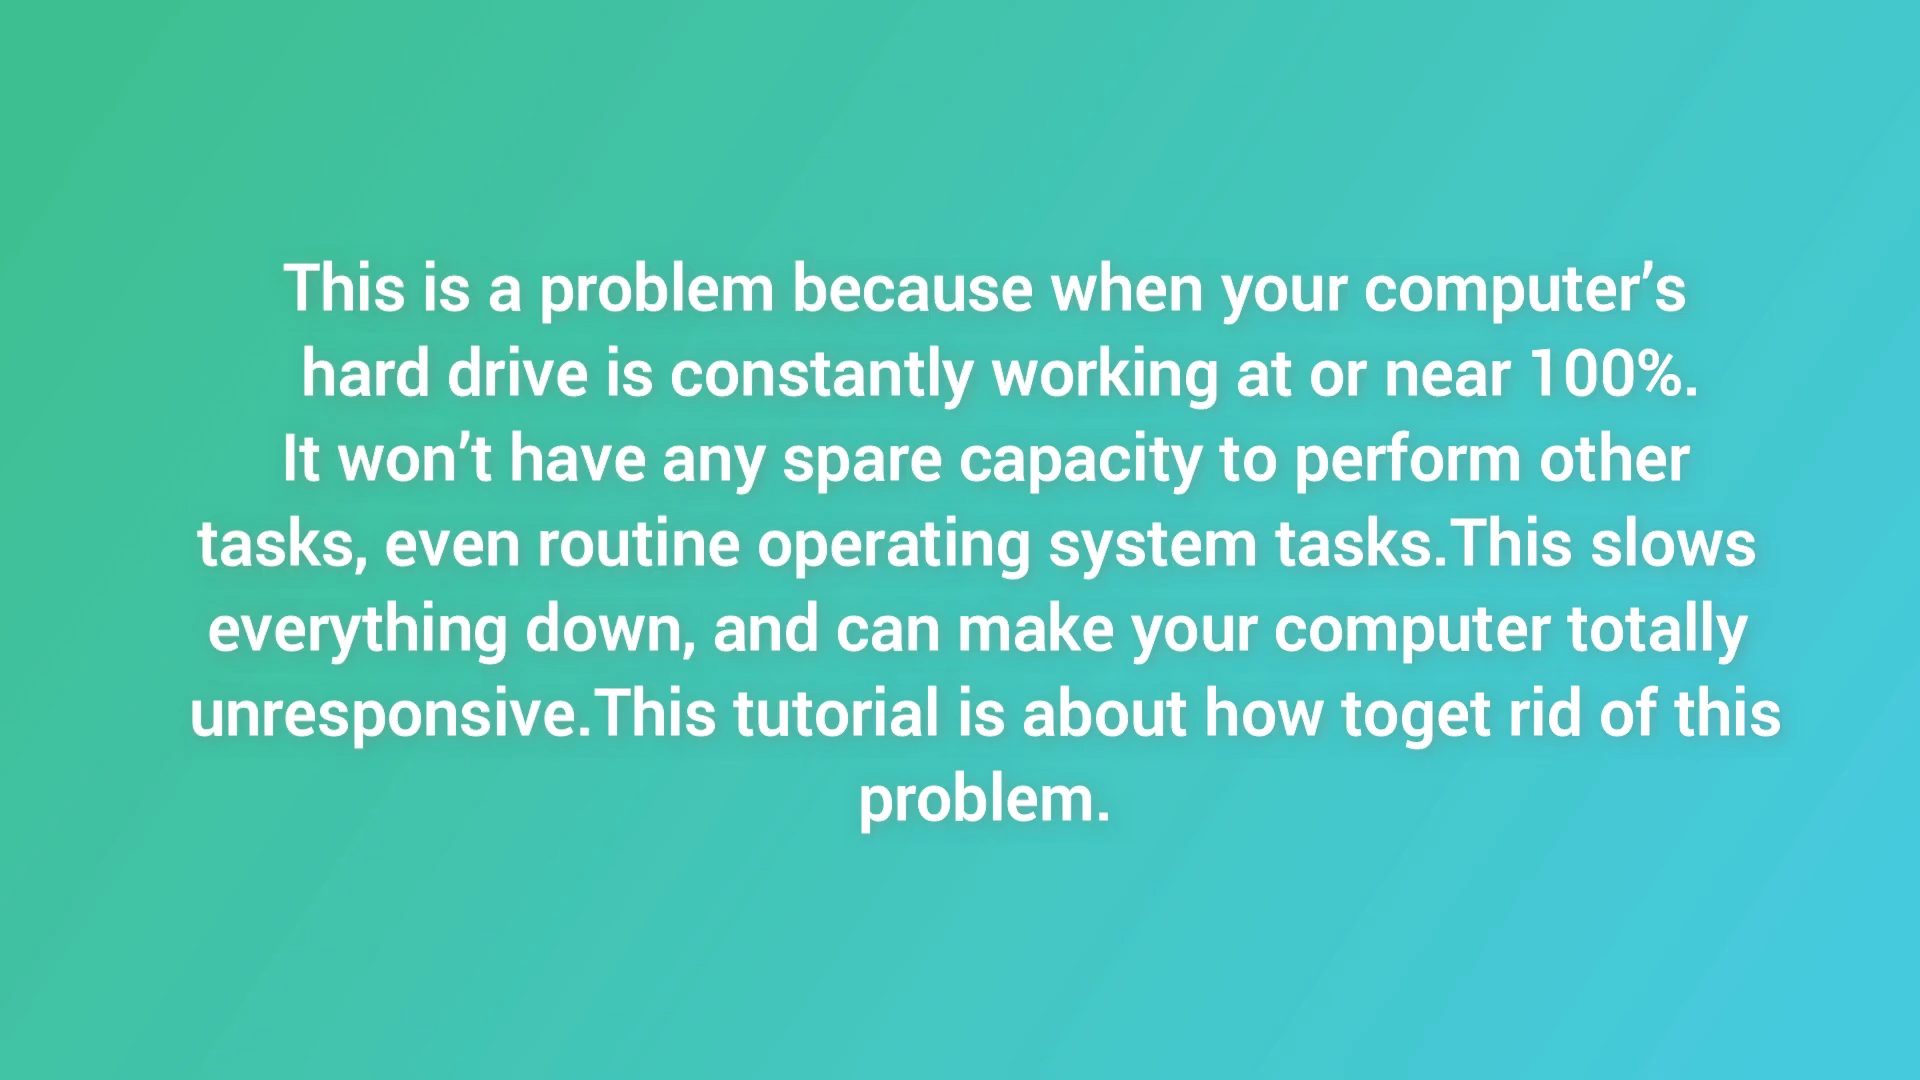 This is a problem because when your computer’s
hard drive is constantly working at or near 100%.
It won’t have any spare capacity to perform other
tasks, even routine operating system tasks.This slows
everything down, and can make your computer totally
unresponsive.This tutorial is about how toget rid of this
problem.